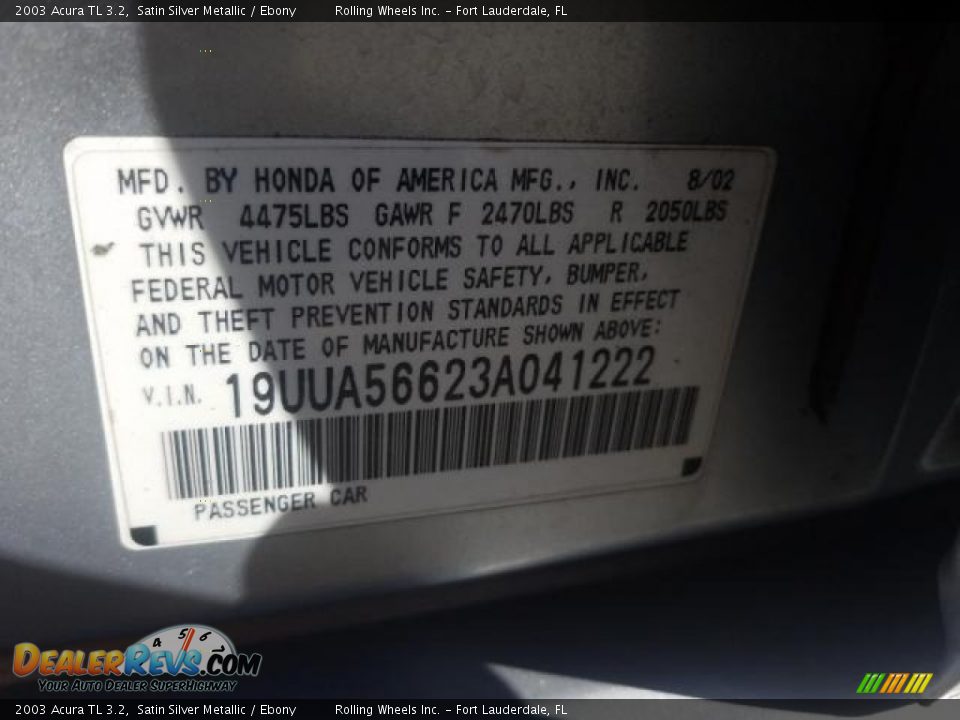 2003 Acura TL 3.2, Satin Silver Metallic / Ebony Rolling Wheels Inc. - Fort Lauderdale, FL
MFD. BY HONDA OF AMERICA MFG., INC. 8/02
GVWR 4475LBS GAWR F 2470LBS R 2050LBS
THIS VEHICLE CONFORMS TO ALL APPLICABLE
FEDERAL MOTOR VEHICLE SAFETY, BUMPER,
AND THEFT PREVENTION STANDARDS IN EFFECT
ON THE DATE OF MANUFACTURE SHOWN ABOVE:
V.I.N. 19UUA56623A041222
PASSENGER CAR
4 5 6
DEALERREVS.COM
YOUR AUTO DEALER SUPERHIGHWAY
2003 Acura TL 3.2, Satin Silver Metallic / Ebony Rolling Wheels Inc. - Fort Lauderdale, FL